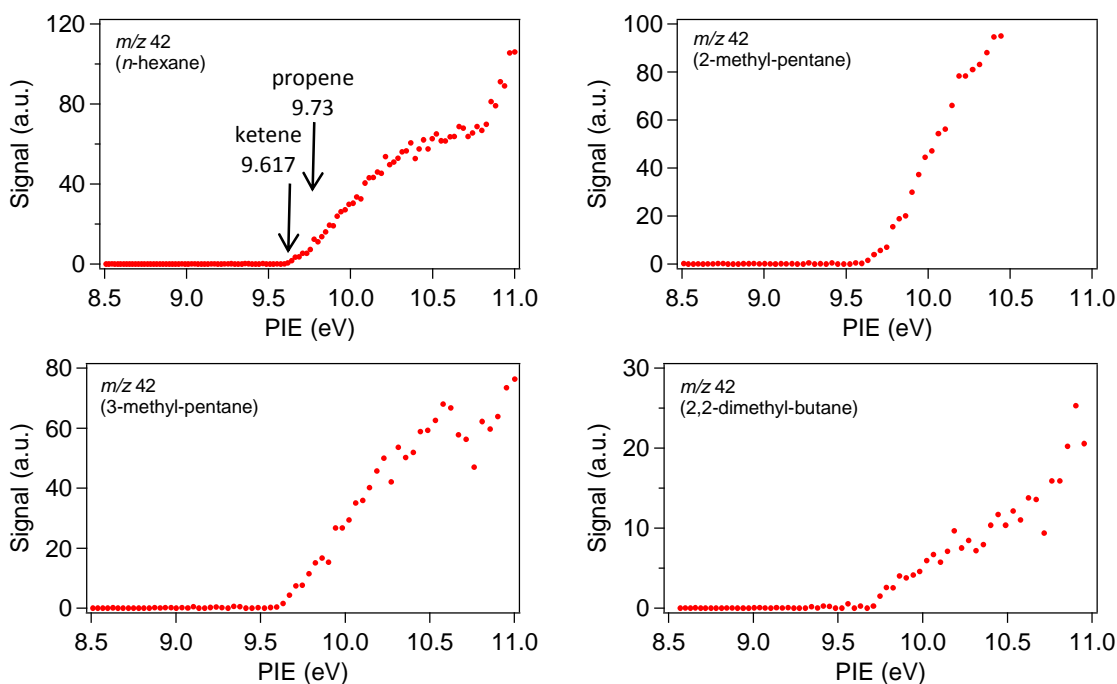 120
80
40
0
Signal (a.u.)
m/z 42
(n-hexane)
propene
9.73
ketene
9.617
8.5 9.0 9.5 10.0 10.5 11.0
PIE (eV)
100
80
60
40
20
0
Signal (a.u.)
m/z 42
(2-methyl-pentane)
8.5 9.0 9.5 10.0 10.5 11.0
PIE (eV)
80
60
40
20
0
Signal (a.u.)
m/z 42
(3-methyl-pentane)
8.5 9.0 9.5 10.0 10.5 11.0
PIE (eV)
30
20
10
0
Signal (a.u.)
m/z 42
(2,2-dimethyl-butane)
8.5 9.0 9.5 10.0 10.5 11.0
PIE (eV)